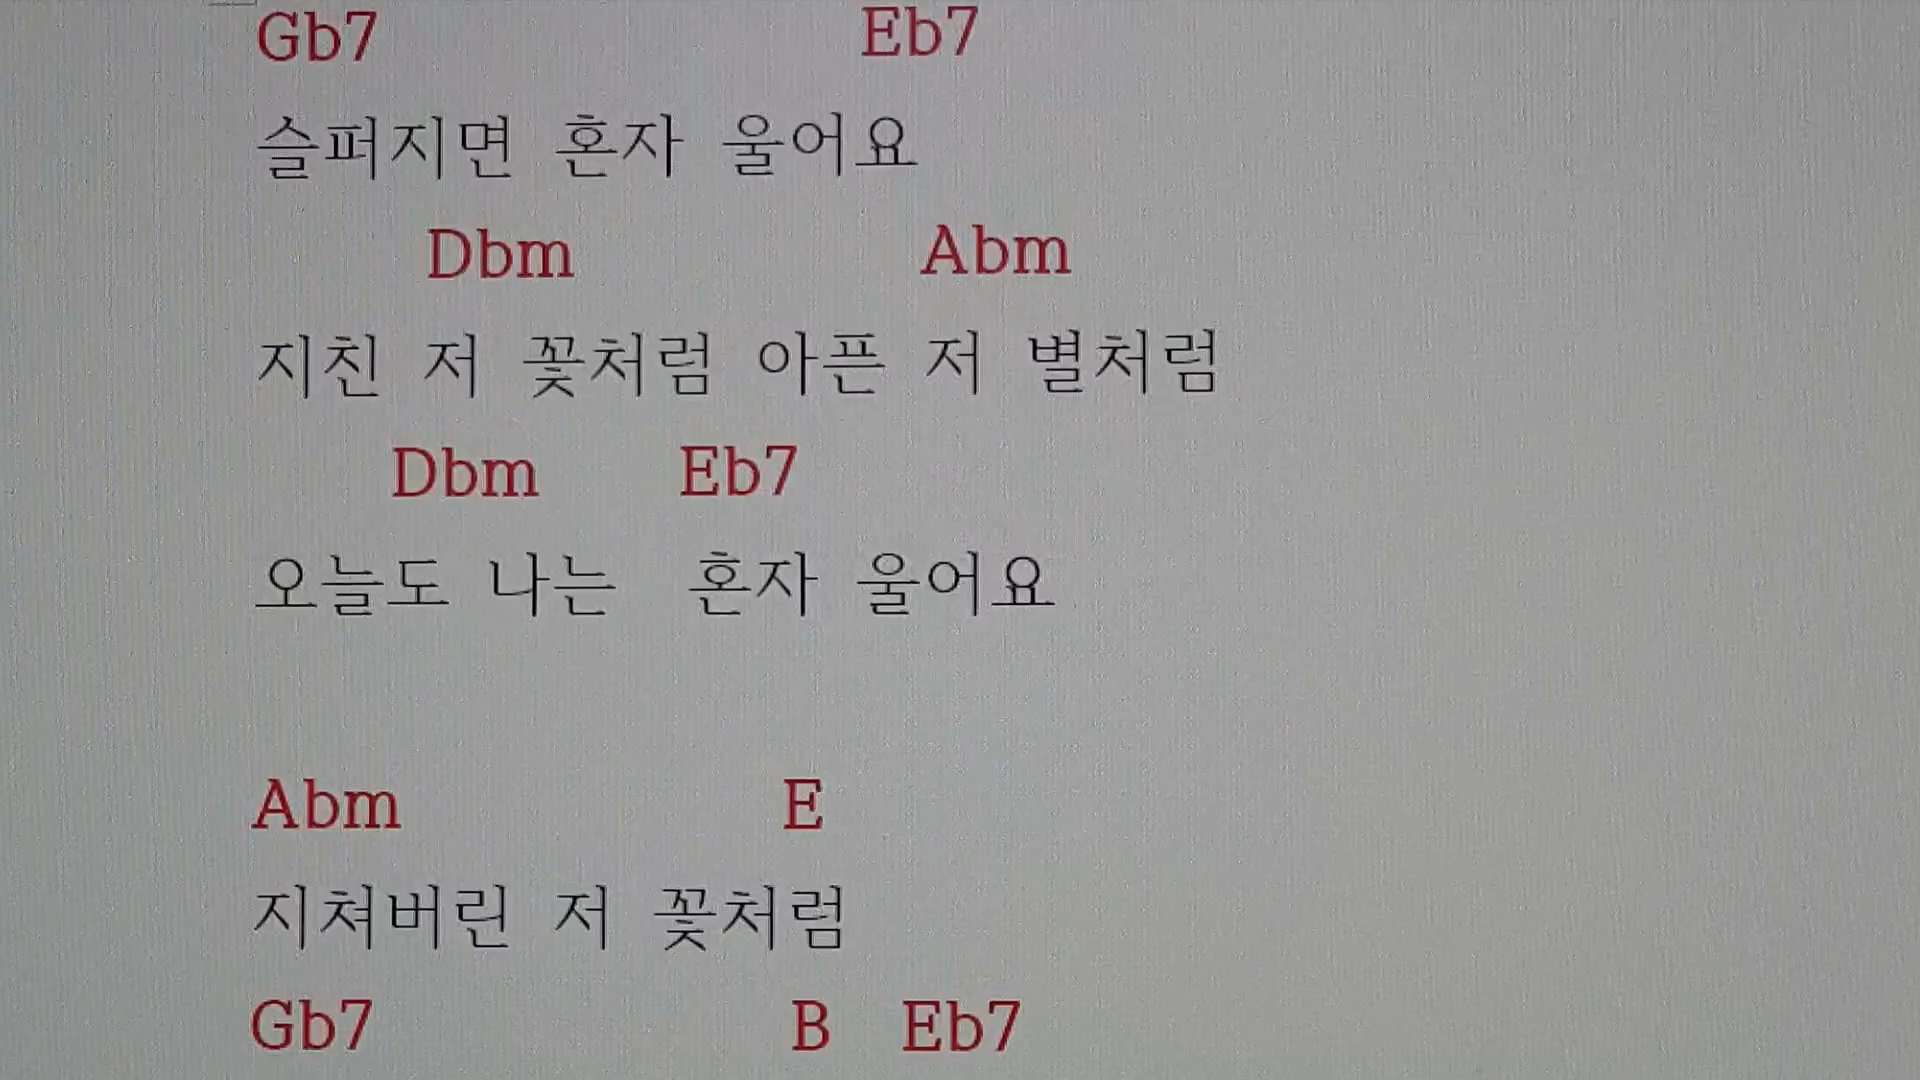 Gb7 Eb7
슬퍼지면 혼자 울어요
Dbm Abm
지친 저 꽃처럼 아픈 저 별처럼
Dbm Eb7
오늘도 나는 혼자 울어요
Abm E
지쳐버린 저 꽃처럼
Gb7 B Eb7